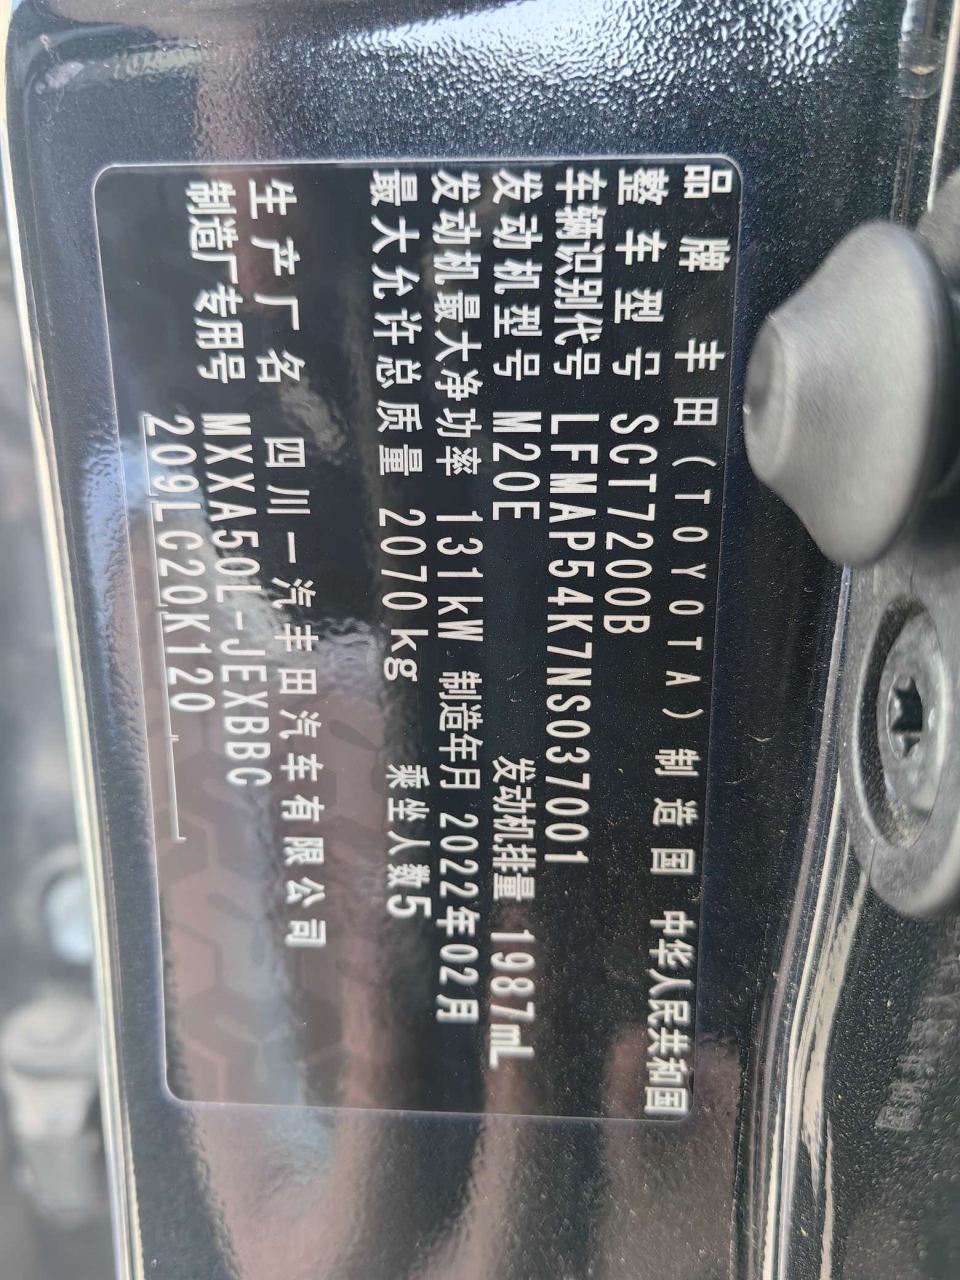 品牌 丰田(TOYOTA) 制造国 中华人民共和国
整车型号 SCT7200B
车辆识别代号 LFMAP54K7NS037001
发动机型号 M20E 发动机排量 1987mL
发动机最大净功率 131kW 制造年月 2022年02月
最大允许总质量 2070kg 乘坐人数5
生产厂名 四川一汽丰田汽车有限公司
制造厂专用号 MXXA50L-JEXBBC
209LC20K120